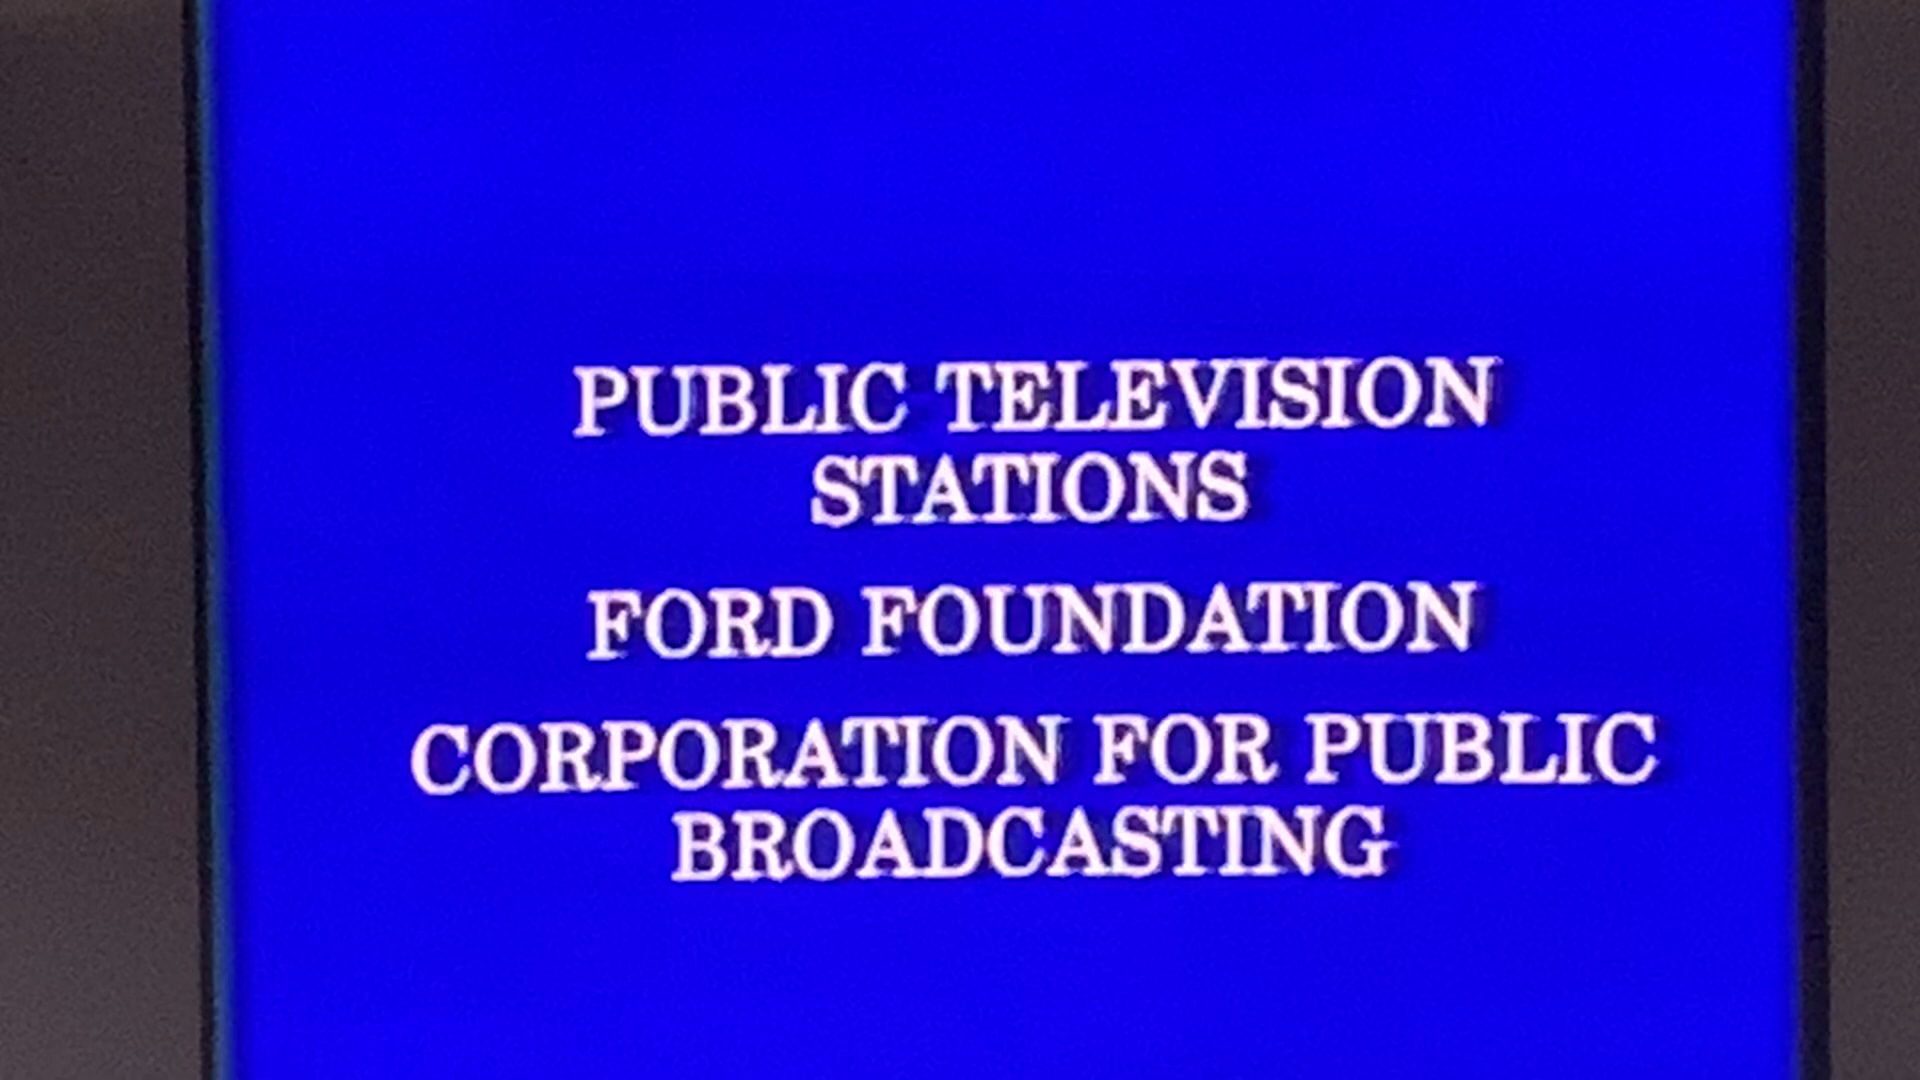 PUBLIC TELEVISION
STATIONS
FORD FOUNDATION
CORPORATION FOR PUBLIC
BROADCASTING